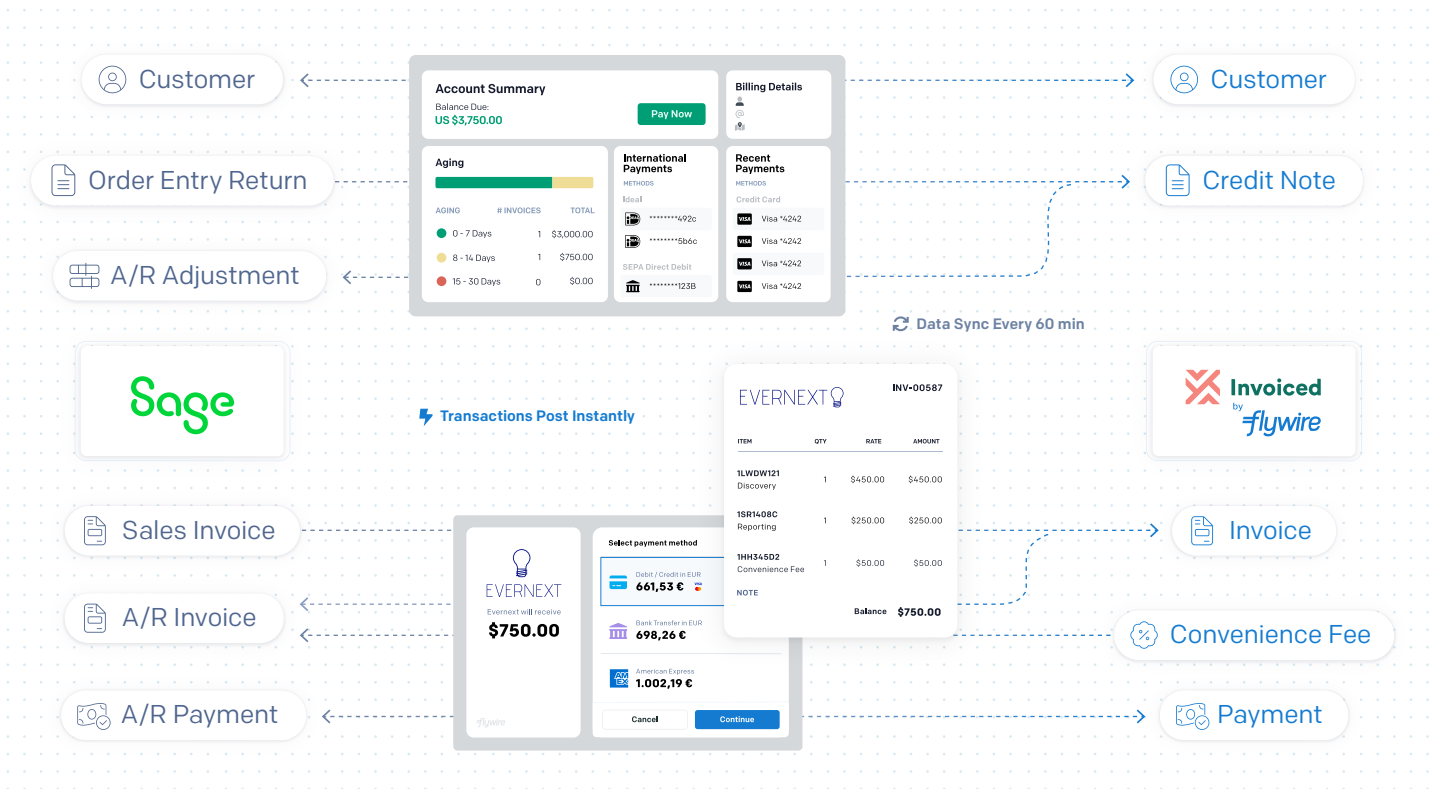 Customer
Order Entry Return
A/R Adjustment
Sage
Sales Invoice
A/R Invoice
A/R Payment
Account Summary
Balance Due:
US $3,750.00
Pay Now
Billing Details
@
Aging
AGING # INVOICES TOTAL
0 - 7 Days 1 $3,000.00
8 - 14 Days 1 $750.00
15 - 30 Days 0 $0.00
International
Payments
METHODS
Ideal
********492c
********5b6c
SEPA Direct Debit
********123B
Recent
Payments
METHODS
Credit Card
VISA Visa *4242
VISA Visa *4242
VISA Visa *4242
VISA Visa *4242
Data Sync Every 60 min
Transactions Post Instantly
EVERNEXT
INV-00587
ITEM QTY RATE AMOUNT
1LWDW121
Discovery 1 $450.00 $450.00
1SR1408C
Reporting 1 $250.00 $250.00
1HH345D2
Convenience Fee 1 $50.00 $50.00
NOTE
Balance $750.00
EVERNEXT
Evernext will receive
$750.00
flywire
Select payment method
Debit / Credit in EUR
661,53 € VISA
Bank Transfer in EUR
698,26 €
AM
EX
American Express
1.002,19 €
Cancel Continue
Customer
Credit Note
Invoiced
by
flywire
Invoice
Convenience Fee
Payment